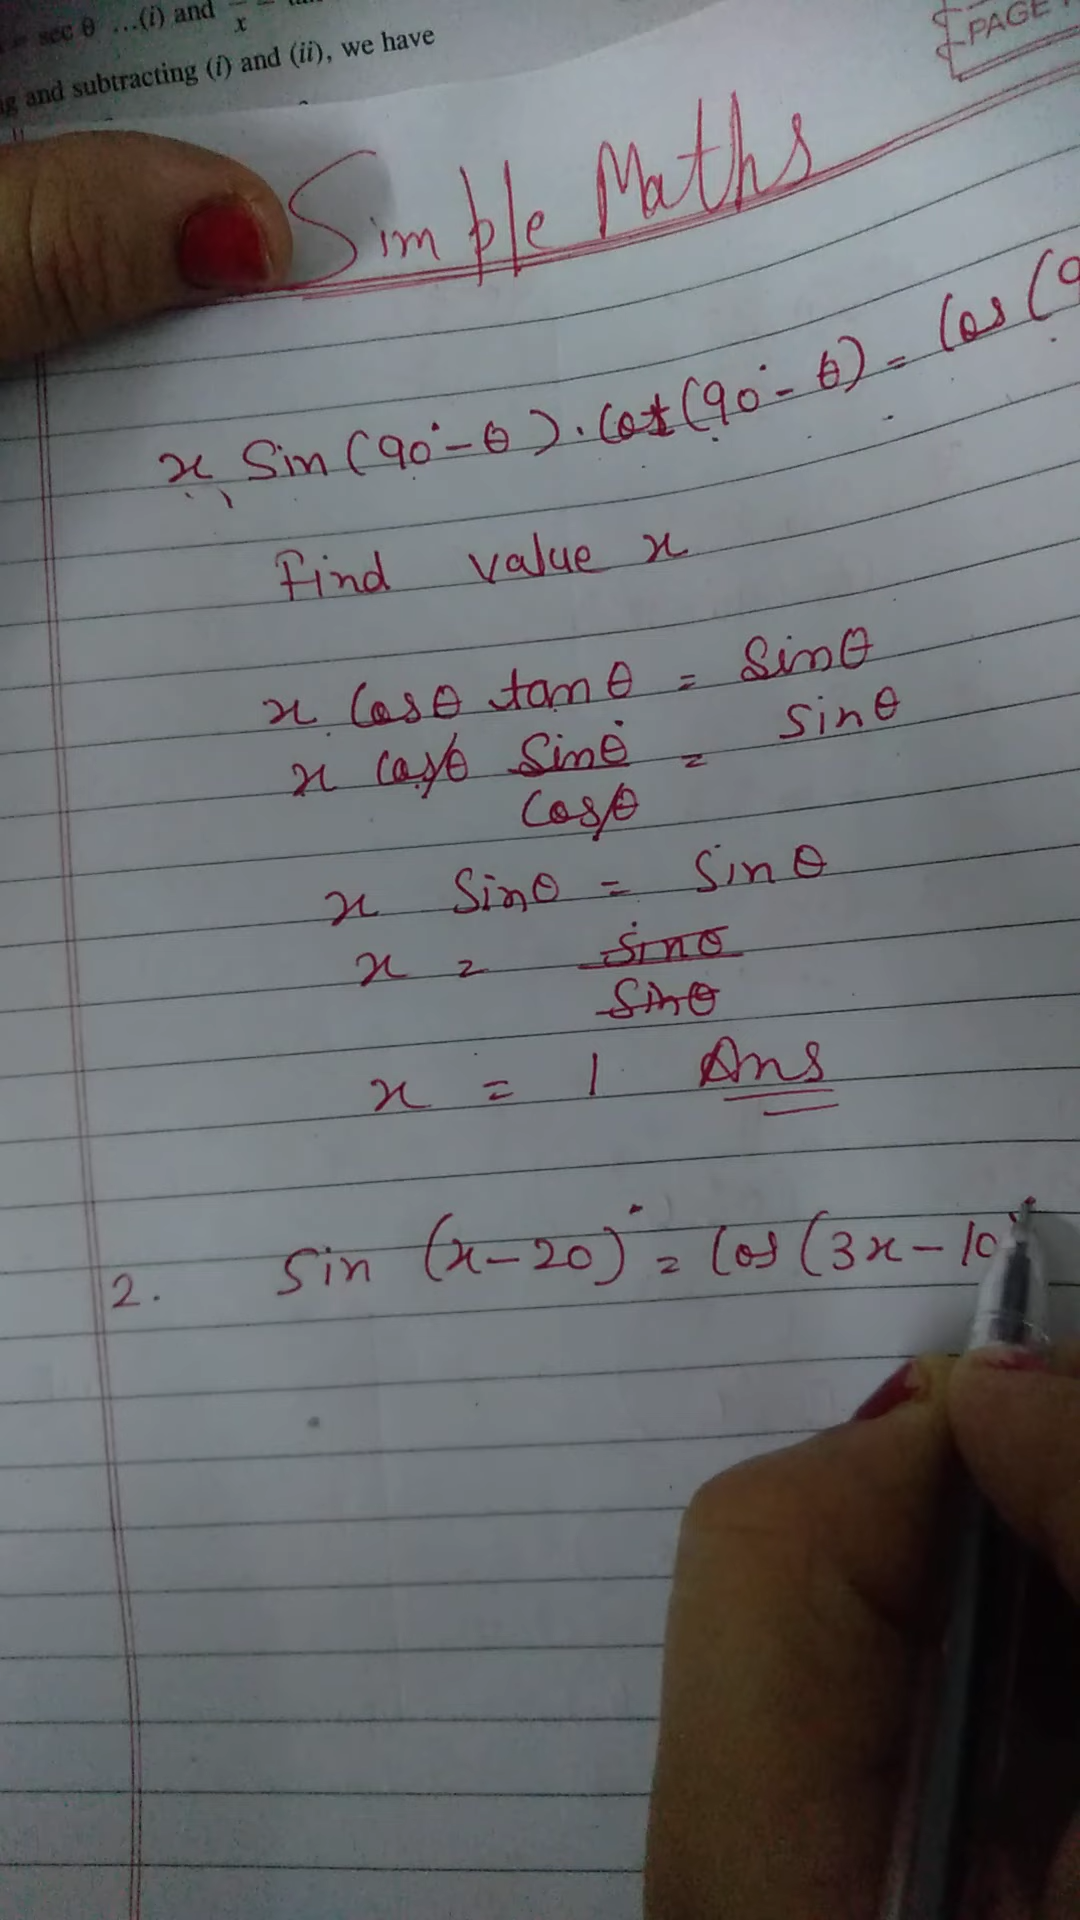 sec θ ...(i) and
x
and subtracting (i) and (ii), we have
PAGE
Simple Maths
x Sin (90°-θ). Cot (90°-θ) = Cos (9
Find value x
x Cosθ tanθ = Sinθ
x Cosθ Sinθ = Sinθ
Cosθ
x Sinθ = Sinθ
x = Sinθ
Sinθ
x = 1 Ans
2. Sin (x-20)° = Cos (3x-10)